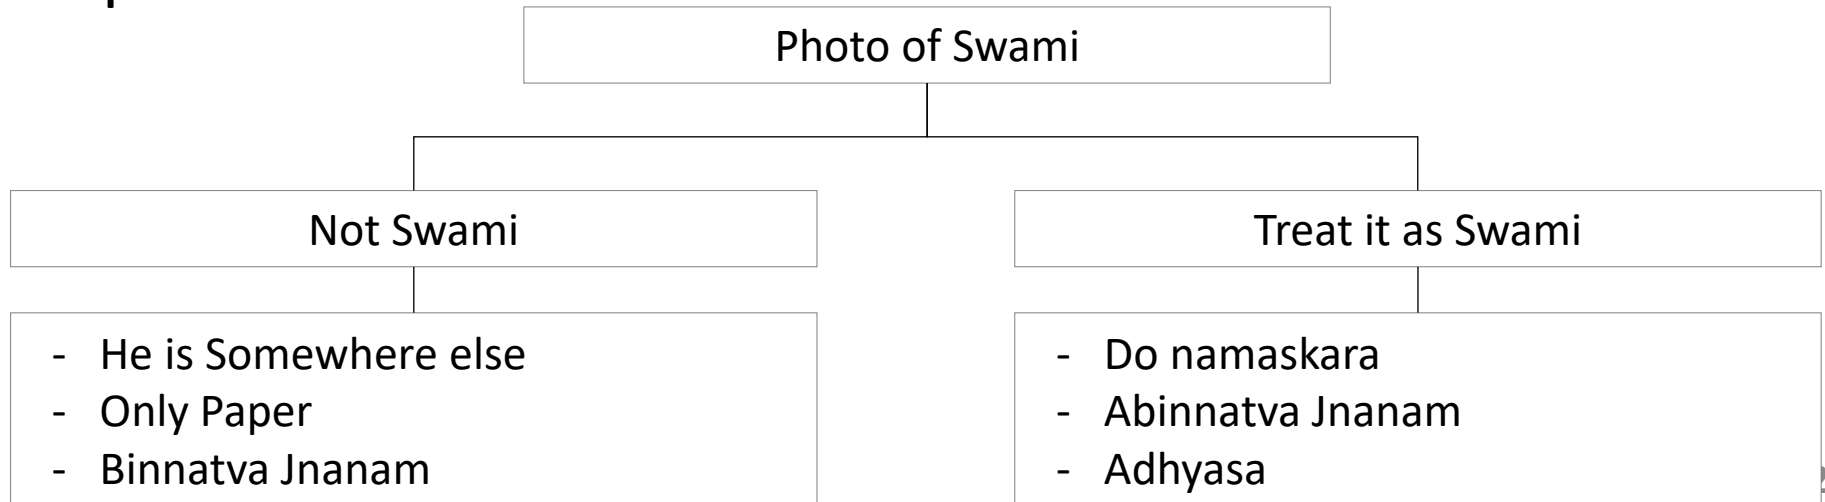 Photo of Swami
Not Swami
Treat it as Swami
- He is Somewhere else
- Only Paper
- Binnatva Jnanam
- Do namaskara
- Abinnatva Jnanam
- Adhyasa